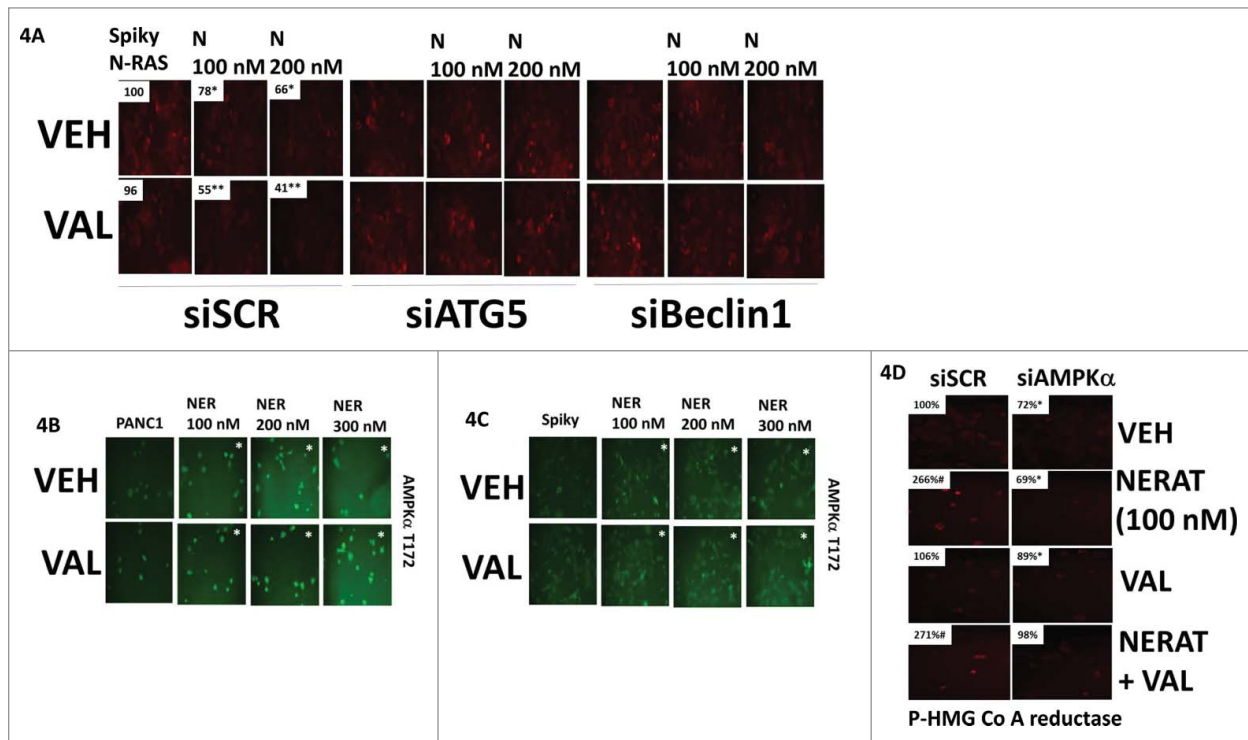 4A
Spiky N N N N N N
N-RAS 100 nM 200 nM 100 nM 200 nM 100 nM 200 nM
VEH 100 78* 66*
VAL 96 55** 41**
siSCR siATG5 siBeclin1
4B
PANC1 NER NER NER
100 nM 200 nM 300 nM
VEH * * *
VAL * * *
AMPKα T172
4C
Spiky NER NER NER
100 nM 200 nM 300 nM
VEH * * *
VAL * * *
AMPKα T172
4D
siSCR siAMPKα
100% 72%* VEH
266%# 69%* NERAT
(100 nM)
106% 89%* VAL
271%# 98% NERAT
+ VAL
P-HMG Co A reductase